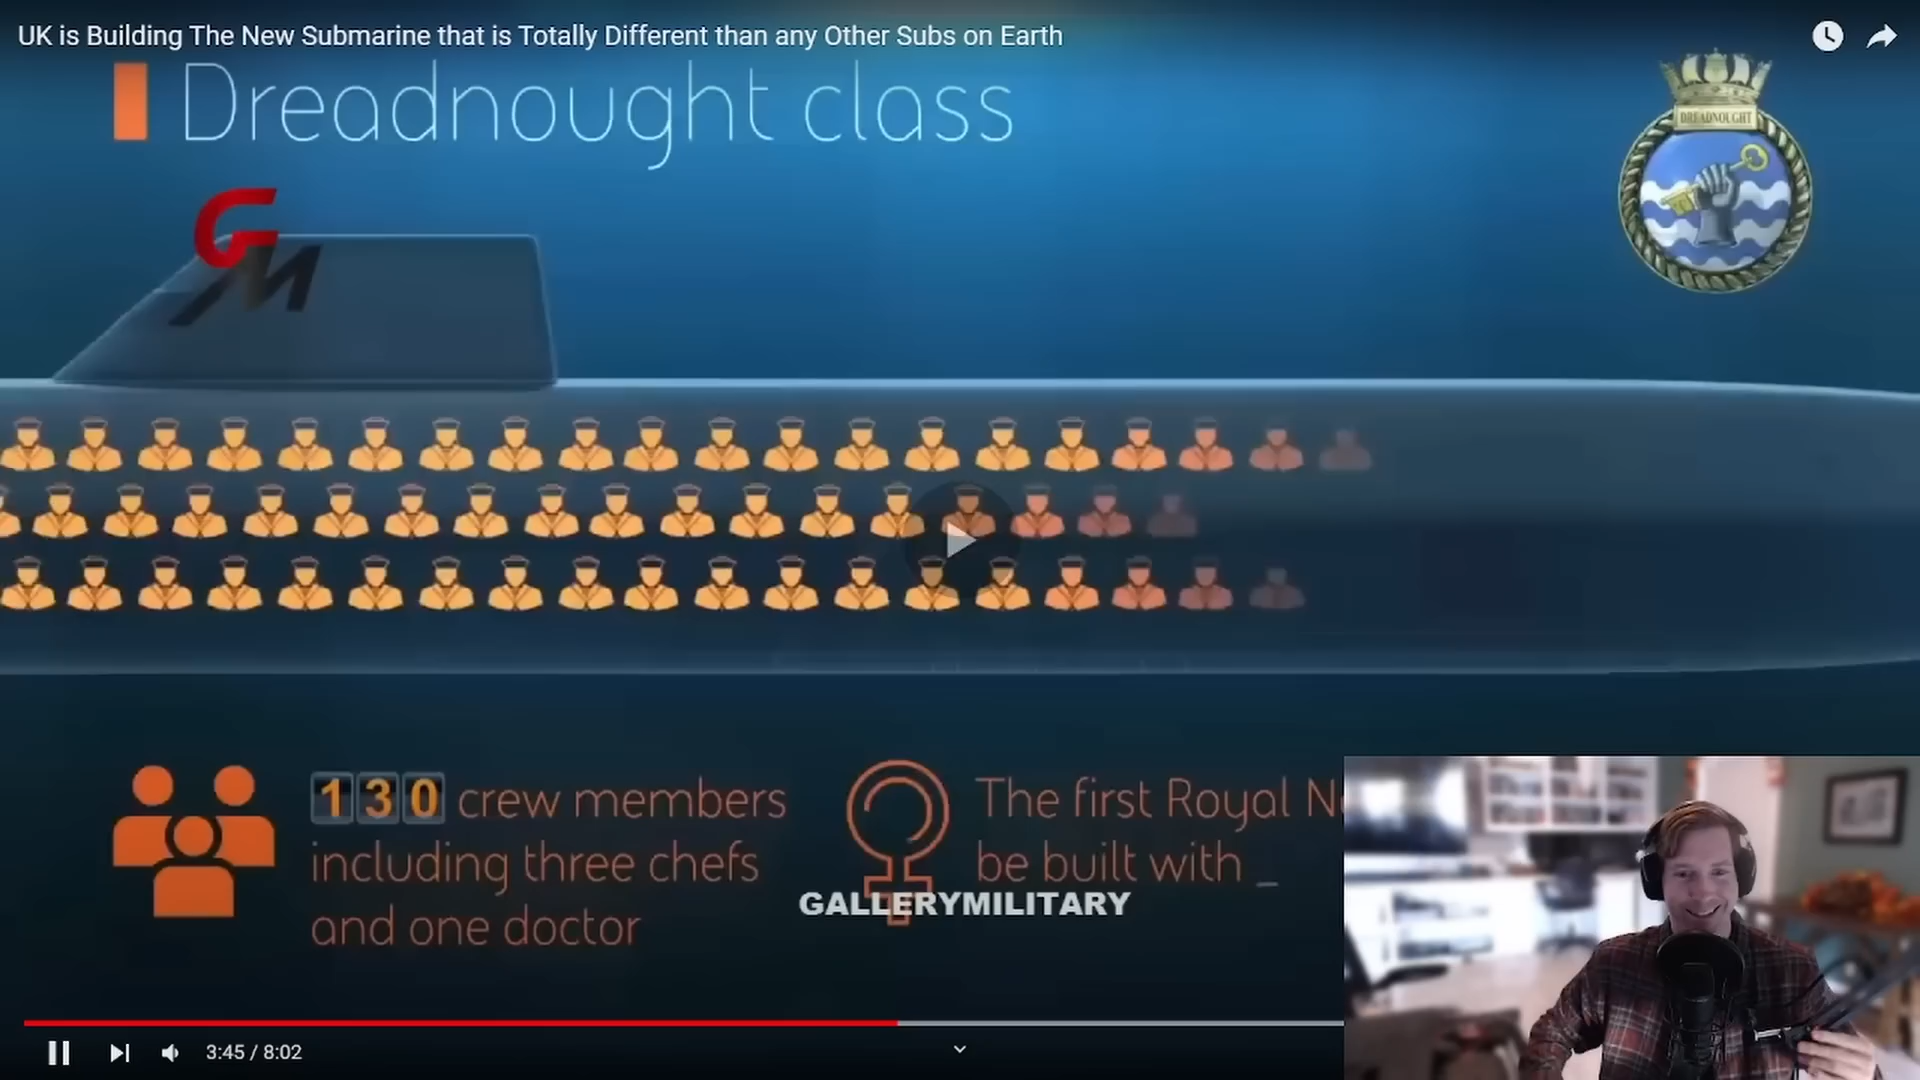 UK is Building The New Submarine that is Totally Different than any Other Subs on Earth
Dreadnought class
DREADNOUGHT
GM
130 crew members
including three chefs
and one doctor
The first Royal
be built with _
GALLERYMILITARY
3:45 / 8:02